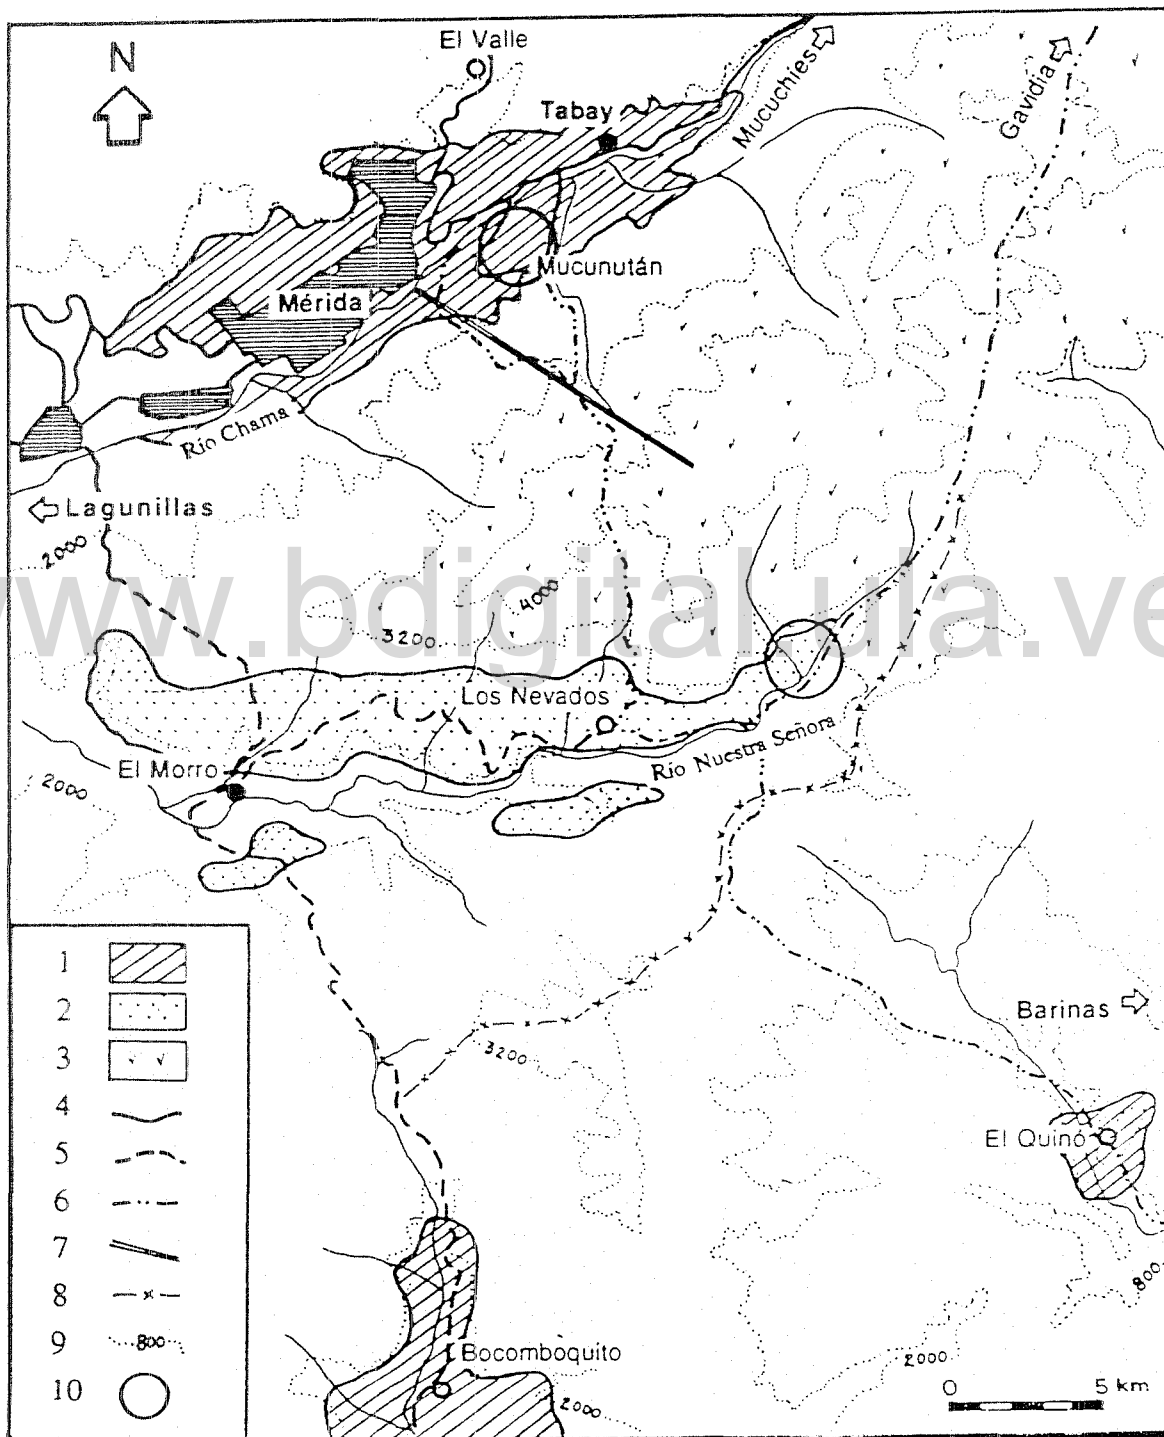 N
El Valle
Tabay
Mucuchíes
Gavidia
Mucunután
Mérida
Río Chama
Lagunillas
2000
www.bdigital.ula.ve
4000
3200
Los Nevados
El Morro
Río Nuestra Señora
2000
1
2
3
4
5
6
7
8
9 800
10
3200
Barinas
El Quinó
800
Bocomboquito
2000
2000
0 5 km